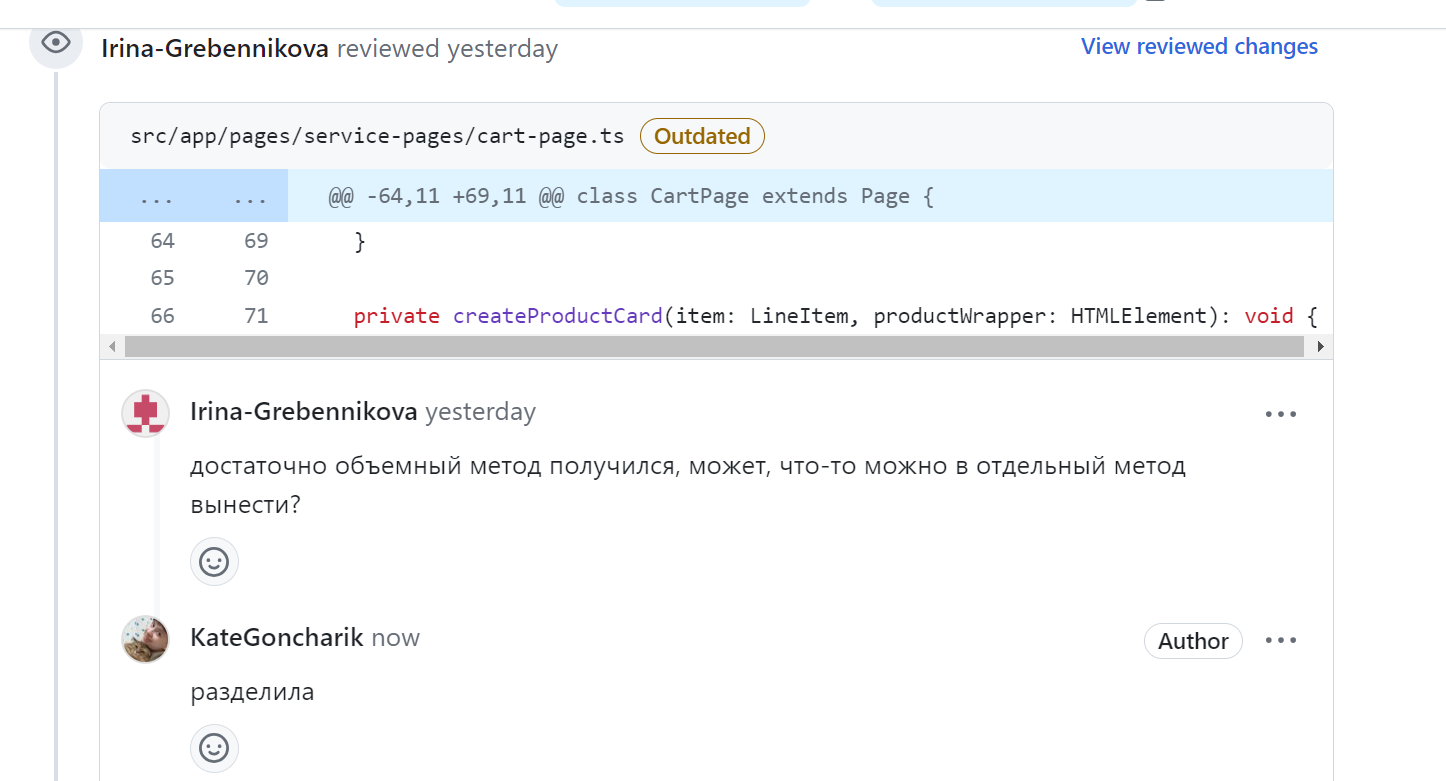 Irina-Grebennikova reviewed yesterday
View reviewed changes
src/app/pages/service-pages/cart-page.ts Outdated
... ... @@ -64,11 +69,11 @@ class CartPage extends Page {
64 69 }
65 70
66 71 private createProductCard(item: LineItem, productWrapper: HTMLElement): void {
Irina-Grebennikova yesterday
достаточно объемный метод получился, может, что-то можно в отдельный метод
вынести?
KateGoncharik now
Author
разделила